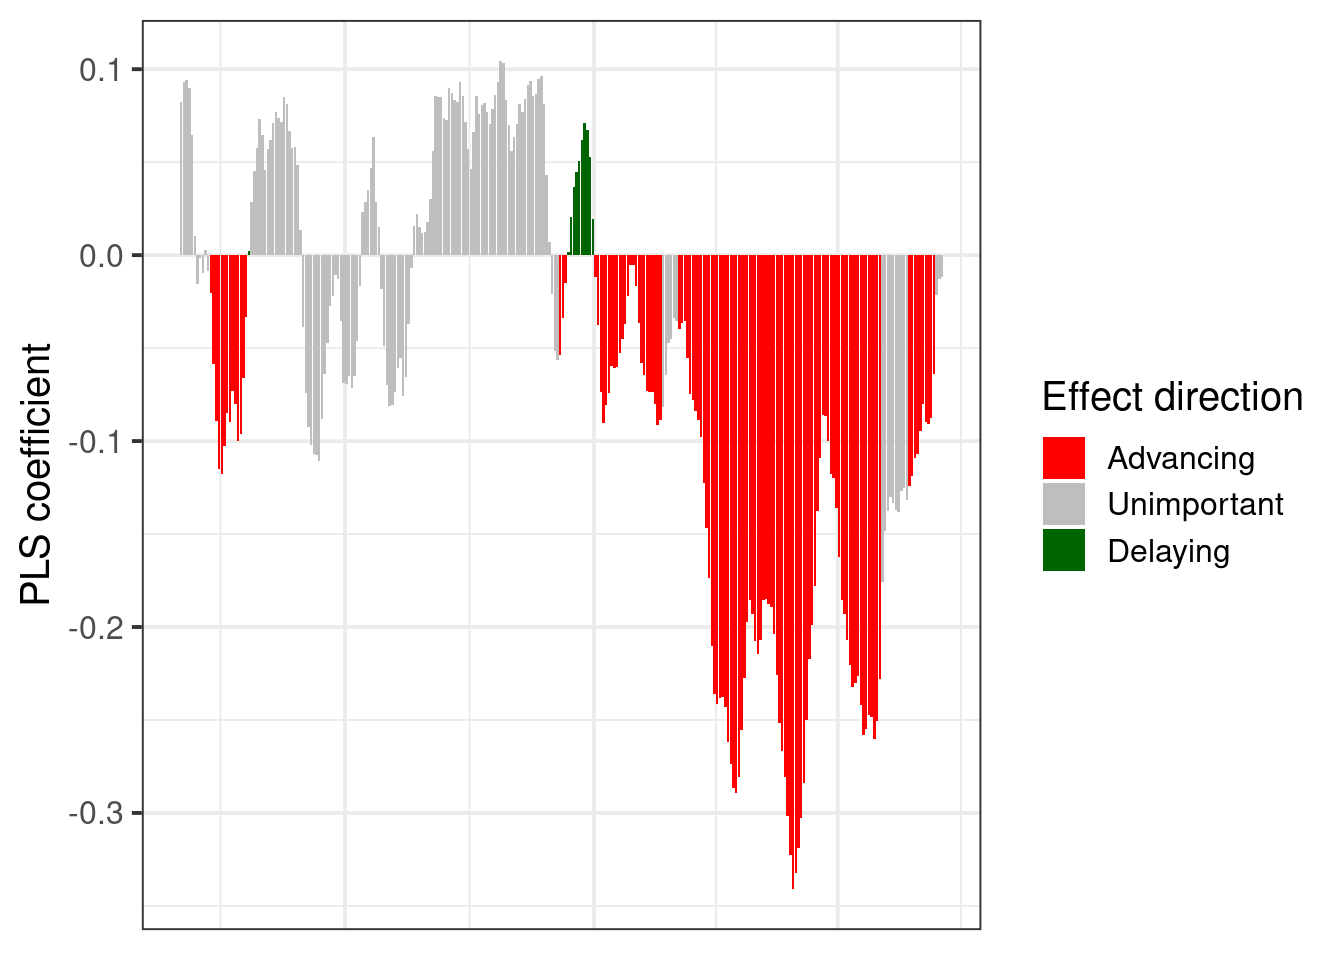 0.1
0.0
-0.1
-0.2
-0.3
PLS coefficient
Effect direction
Advancing
Unimportant
Delaying